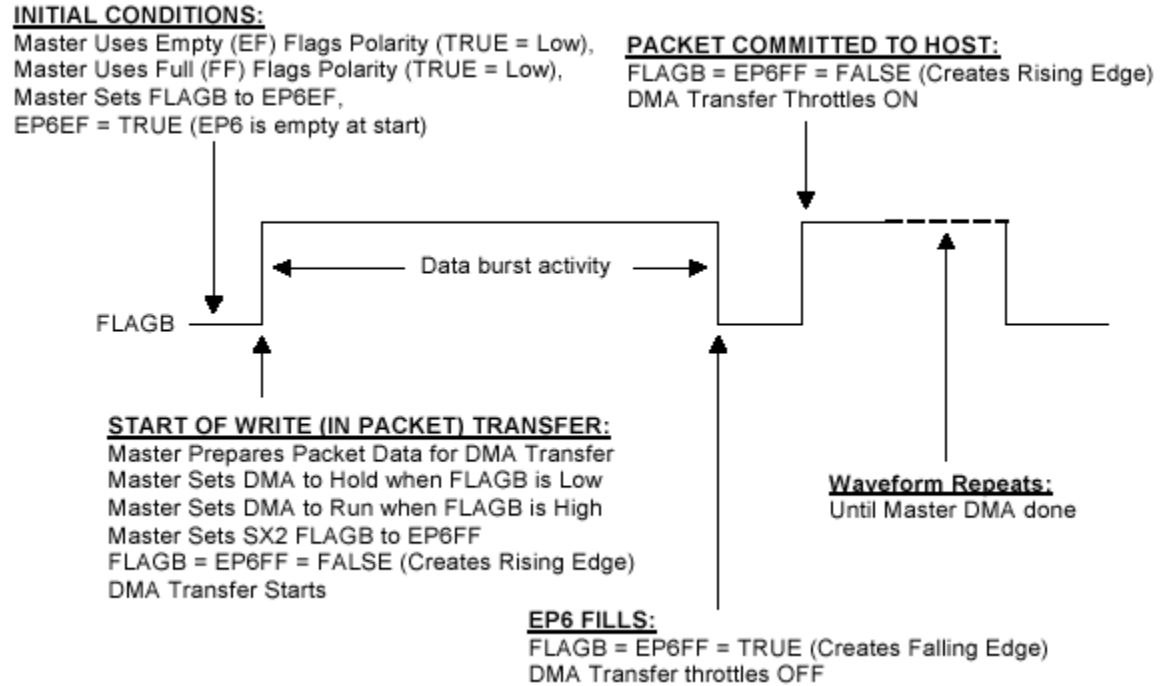 INITIAL CONDITIONS:
Master Uses Empty (EF) Flags Polarity (TRUE = Low),
Master Uses Full (FF) Flags Polarity (TRUE = Low),
Master Sets FLAGB to EP6EF,
EP6EF = TRUE (EP6 is empty at start)
PACKET COMMITTED TO HOST:
FLAGB = EP6FF = FALSE (Creates Rising Edge)
DMA Transfer Throttles ON
Data burst activity
FLAGB
START OF WRITE (IN PACKET) TRANSFER:
Master Prepares Packet Data for DMA Transfer
Master Sets DMA to Hold when FLAGB is Low
Master Sets DMA to Run when FLAGB is High
Master Sets SX2 FLAGB to EP6FF
FLAGB = EP6FF = FALSE (Creates Rising Edge)
DMA Transfer Starts
Waveform Repeats:
Until Master DMA done
EP6 FILLS:
FLAGB = EP6FF = TRUE (Creates Falling Edge)
DMA Transfer throttles OFF